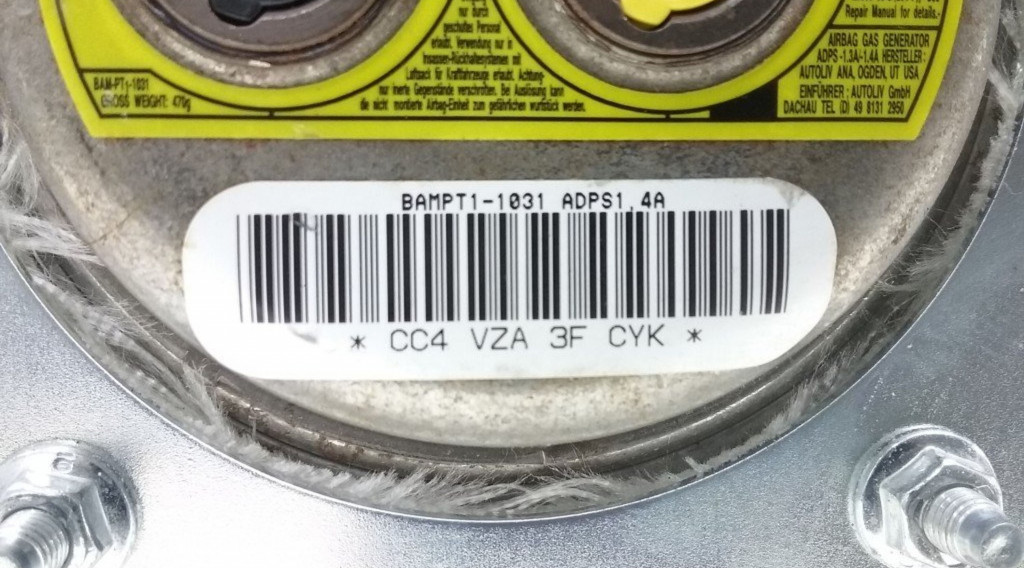 Repair Manual for details.-
nur durch
geschultes Personal
erlaubt. Verwendung nur in
Insassen-Rückhaltesystemen mit
Luftsack für Kraftfahrzeuge erlaubt. Achtung-
nur inerte Gegenstände verschriften. Bei Auslösung kann
die nicht montierte Airbag-Einheit zum gefährlichen wurfstück werden.
BAM-PT1-1031
GROSS WEIGHT: 470g
AIRBAG GAS GENERATOR
ADPS-1.3A/-1.4A HERSTELLER:
AUTOLIV ANA, OGDEN, UT USA
EINFÜHRER: AUTOLIV GmbH
DACHAU TEL (D) 49 8131 2950
BAMPT1-1031 ADPS1.4A
* CC4 VZA 3F CYK *